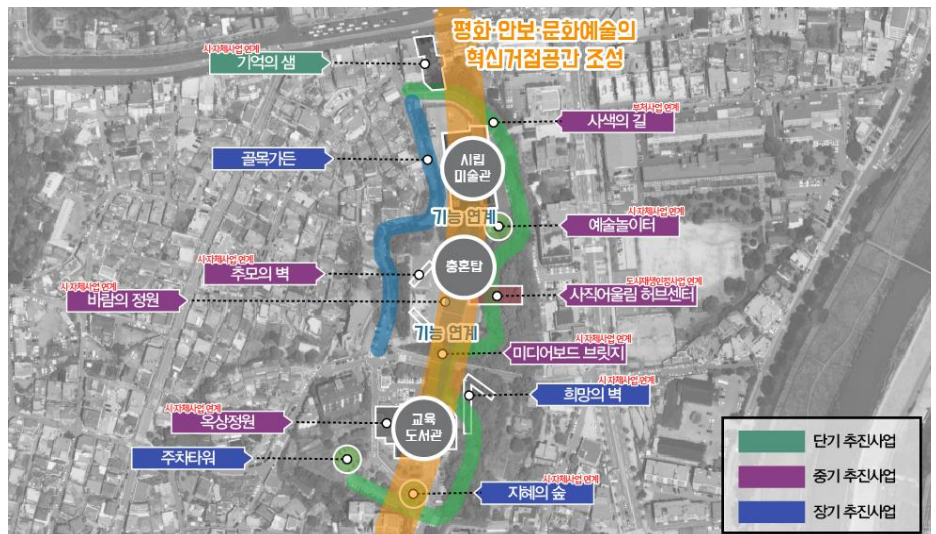 평화·안보·문화예술의
혁신거점공간 조성
시 자체사업 연계
기억의 샘
부처사업 연계
사색의 길
골목가든
시립
미술관
기능 연계
시 자체사업 연계
예술놀이터
시 자체사업 연계
추모의 벽
충혼탑
시 자체사업 연계
바람의 정원
도시재생인정사업 연계
사직어울림 허브센터
기능 연계
시 자체사업 연계
미디어보드 브릿지
시 자체사업 연계
희망의 벽
시 자체사업 연계
옥상정원
교육
도서관
주차타워
시 자체사업 연계
지혜의 숲
단기 추진사업
중기 추진사업
장기 추진사업